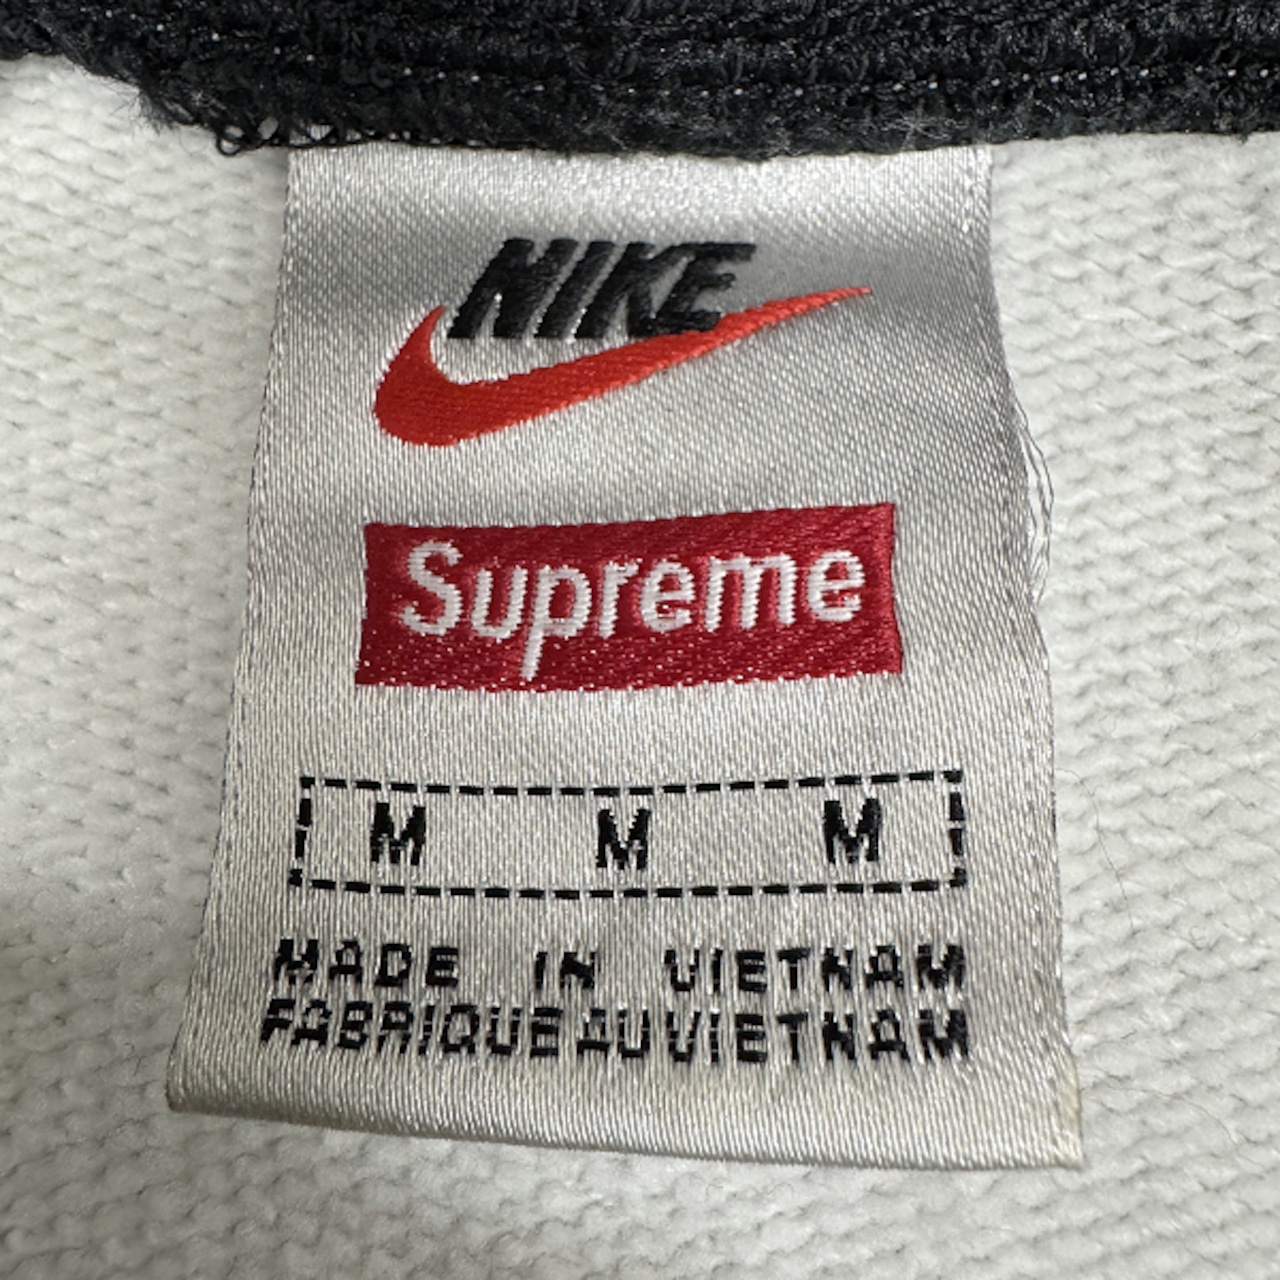 NIKE
Supreme
M M M
MADE IN VIETNAM
FABRIQUE AU VIETNAM